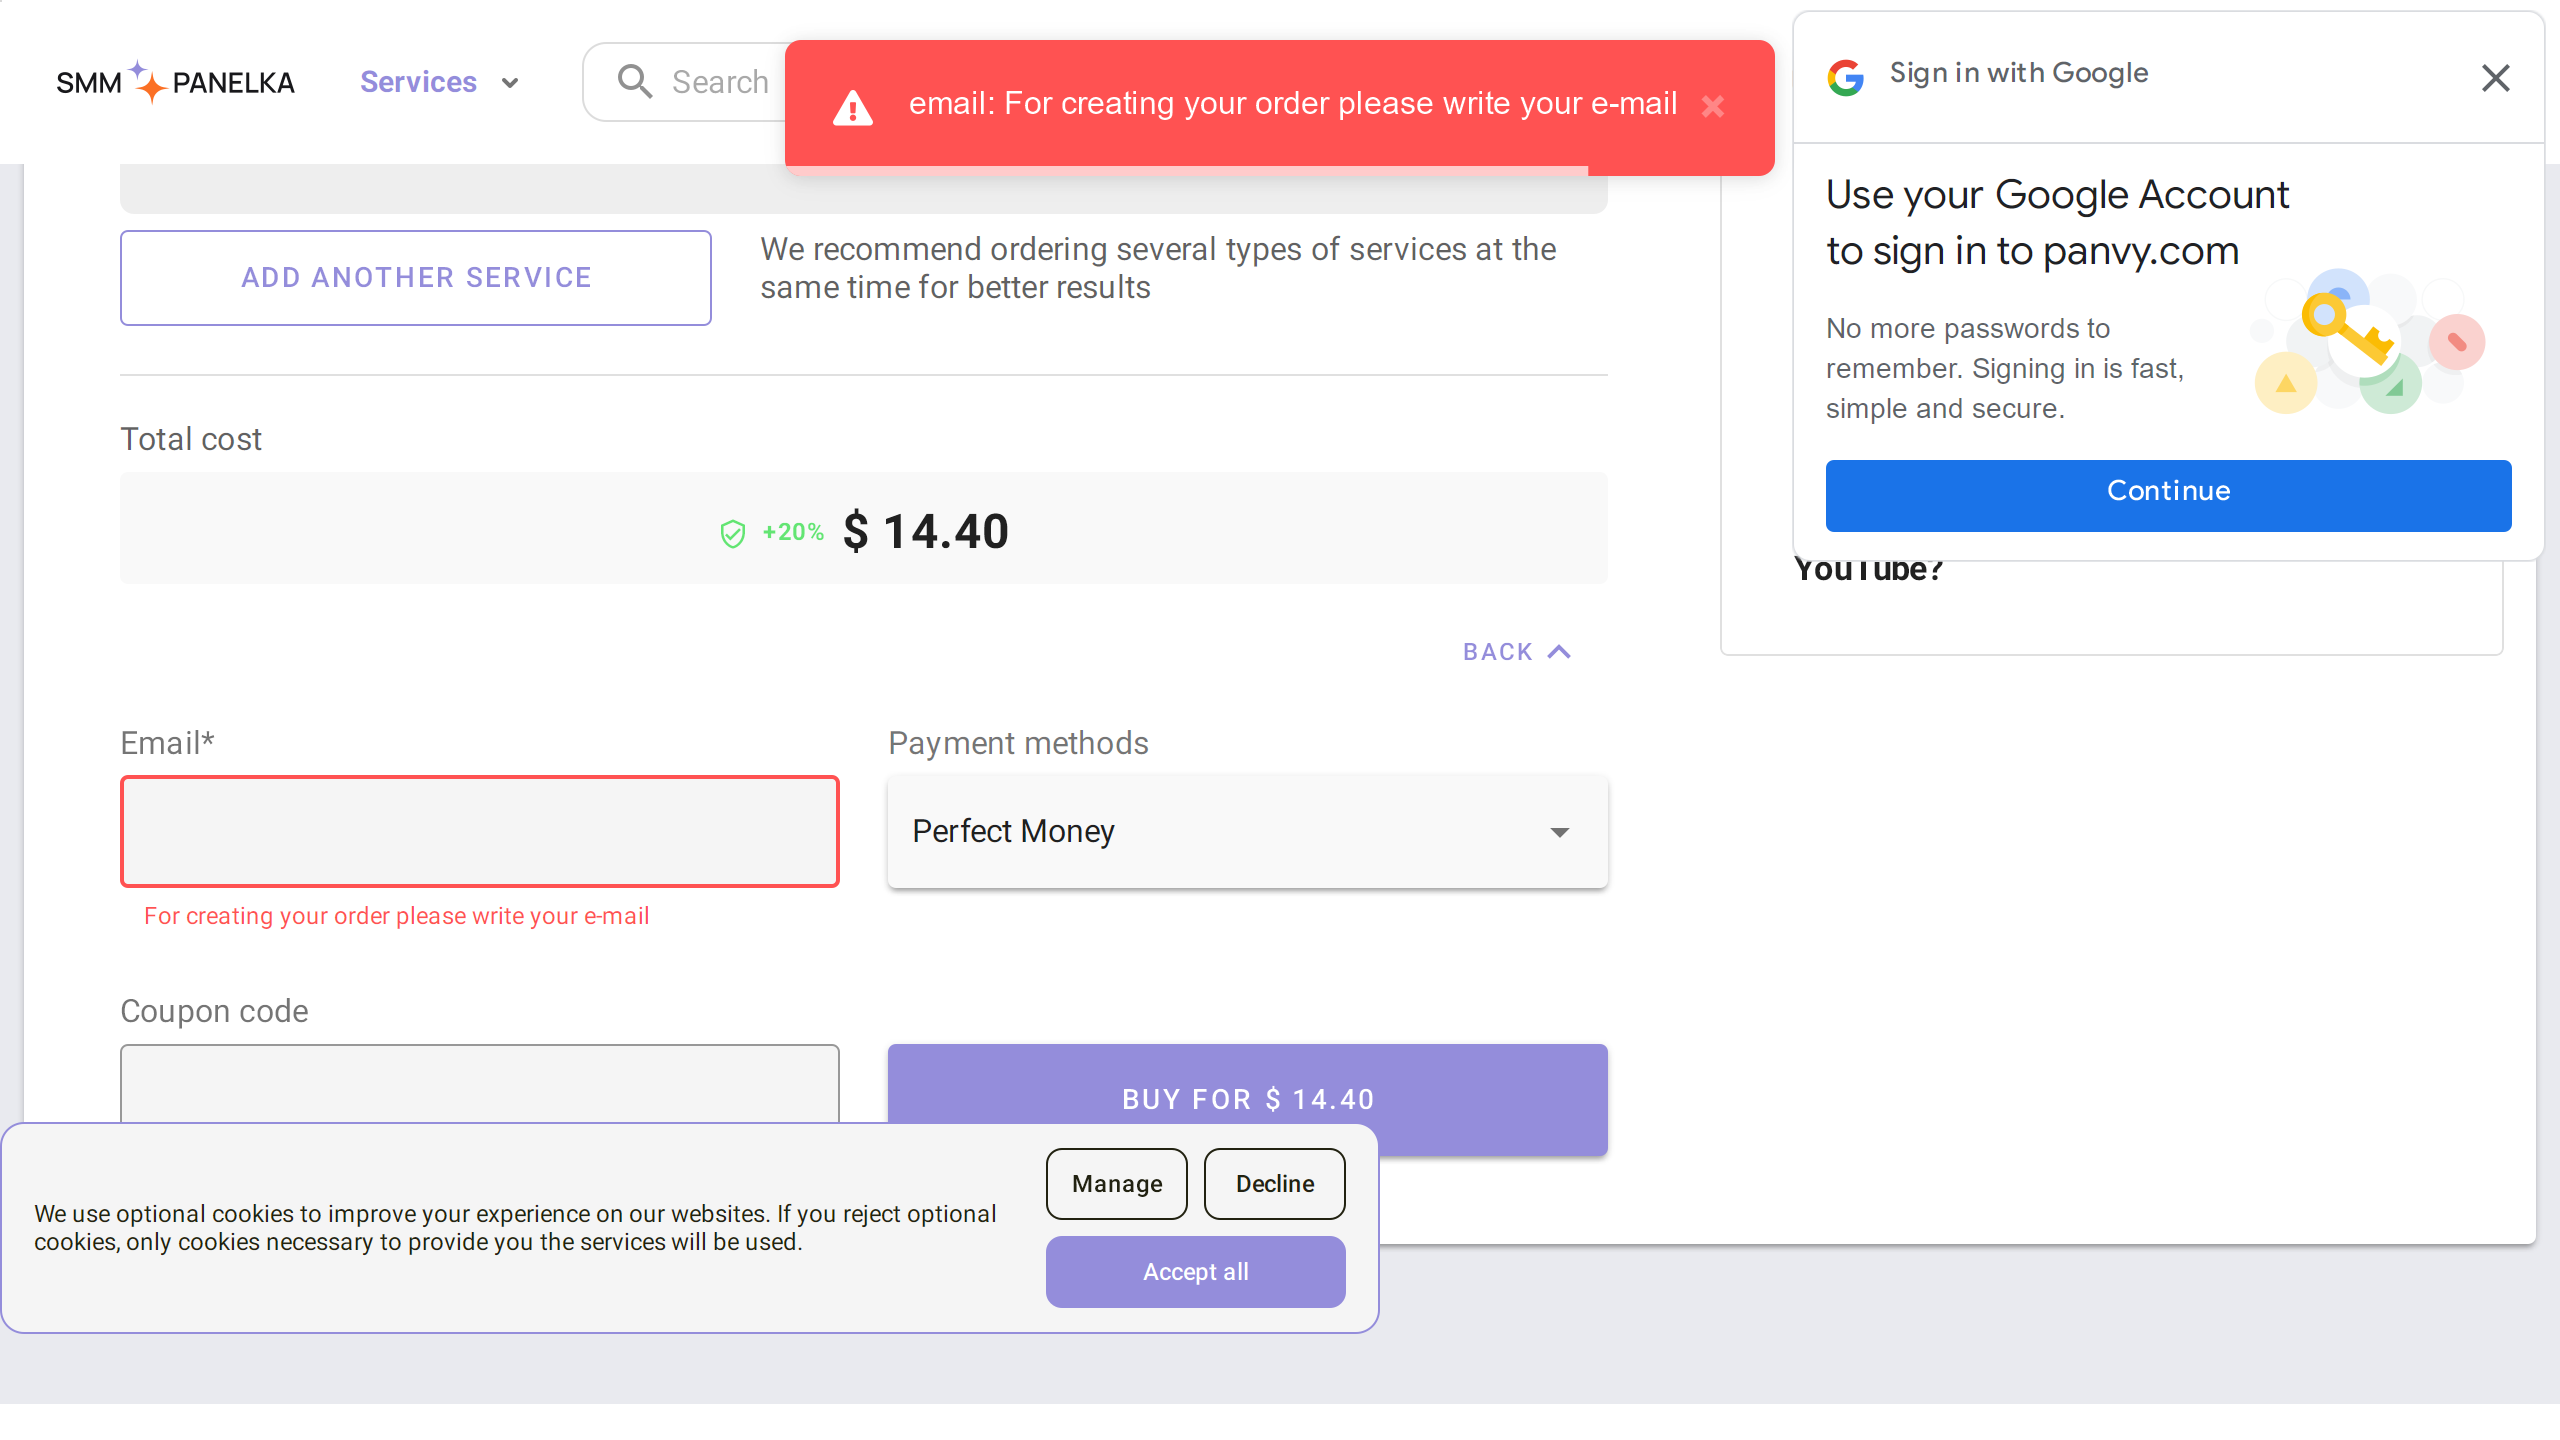 SMM PANELKA
Services
Search
email: For creating your order please write your e-mail
Sign in with Google
Use your Google Account
to sign in to panvy.com
No more passwords to
remember. Signing in is fast,
simple and secure.
Continue
YouTube?
ADD ANOTHER SERVICE
We recommend ordering several types of services at the
same time for better results
Total cost
+20% $ 14.40
BACK
Email*
For creating your order please write your e-mail
Payment methods
Perfect Money
Coupon code
BUY FOR $ 14.40
We use optional cookies to improve your experience on our websites. If you reject optional
cookies, only cookies necessary to provide you the services will be used.
Manage
Decline
Accept all